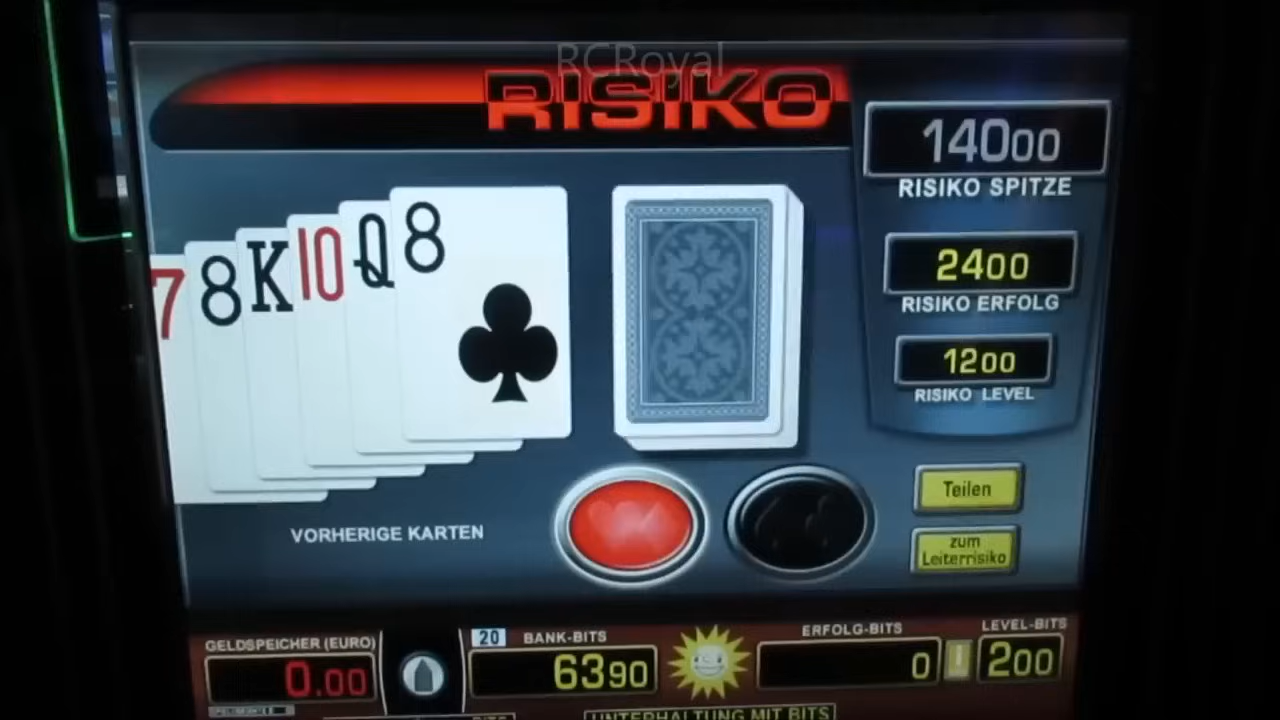 RCRoyal
RISIKO
14000
RISIKO SPITZE
7 8 K 10 Q 8
2400
RISIKO ERFOLG
1200
RISIKO LEVEL
Teilen
VORHERIGE KARTEN
zum
Leiterrisiko
GELDSPEICHER (EURO)
20 BANK-BITS
ERFOLG-BITS
LEVEL-BITS
0.00
6390
0
200
UNTERHALTUNG MIT BITS